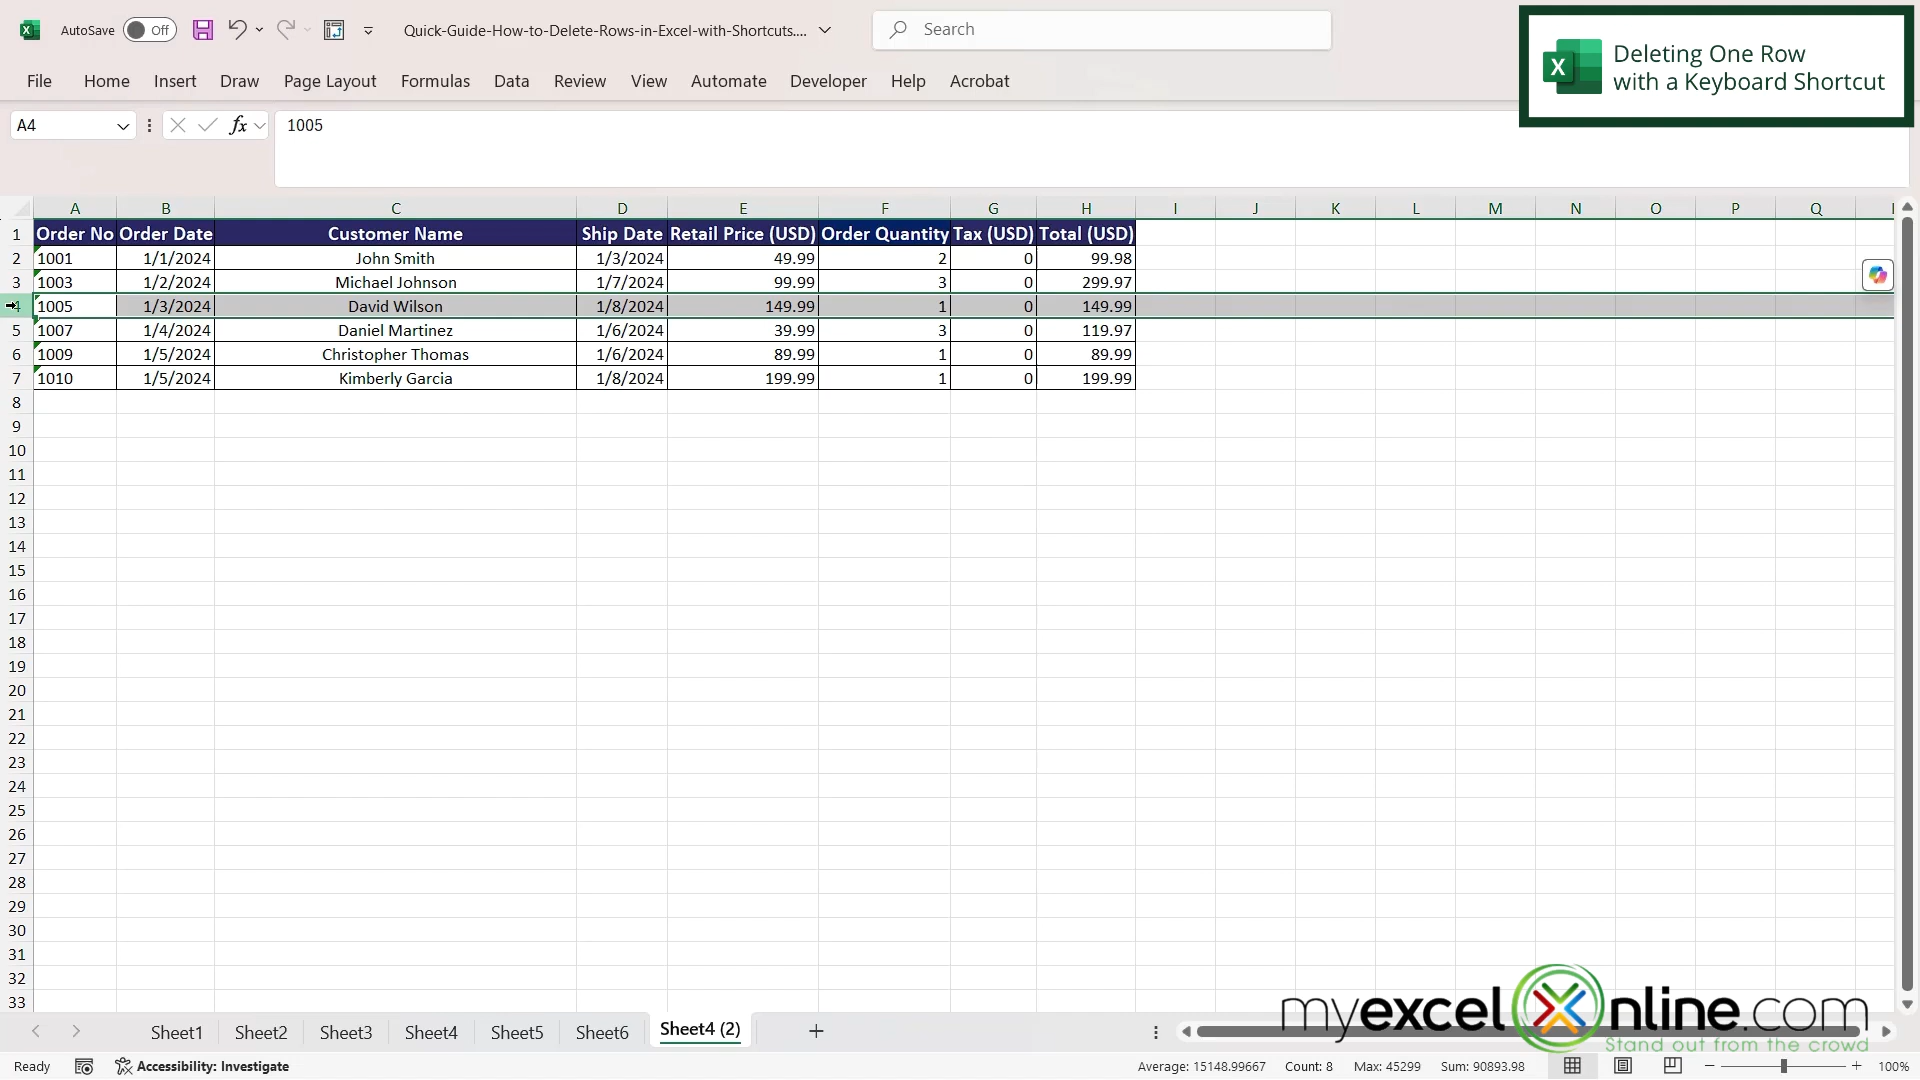 AutoSave Off Quick-Guide-How-to-Delete-Rows-in-Excel-with-Shortcuts.... Search
Deleting One Row
with a Keyboard Shortcut
File Home Insert Draw Page Layout Formulas Data Review View Automate Developer Help Acrobat
A4 fx 1005
A B C D E F G H I J K L M N O P Q
1 Order No Order Date Customer Name Ship Date Retail Price (USD) Order Quantity Tax (USD) Total (USD)
2 1001 1/1/2024 John Smith 1/3/2024 49.99 2 0 99.98
3 1003 1/2/2024 Michael Johnson 1/7/2024 99.99 3 0 299.97
4 1005 1/3/2024 David Wilson 1/8/2024 149.99 1 0 149.99
5 1007 1/4/2024 Daniel Martinez 1/6/2024 39.99 3 0 119.97
6 1009 1/5/2024 Christopher Thomas 1/6/2024 89.99 1 0 89.99
7 1010 1/5/2024 Kimberly Garcia 1/8/2024 199.99 1 0 199.99
8
9
10
11
12
13
14
15
16
17
18
19
20
21
22
23
24
25
26
27
28
29
30
31
32
33
myexcelonline.com
Stand out from the crowd
Sheet1 Sheet2 Sheet3 Sheet4 Sheet5 Sheet6 Sheet4 (2)
Ready Accessibility: Investigate Average: 15148.99667 Count: 8 Max: 45299 Sum: 90893.98 100%